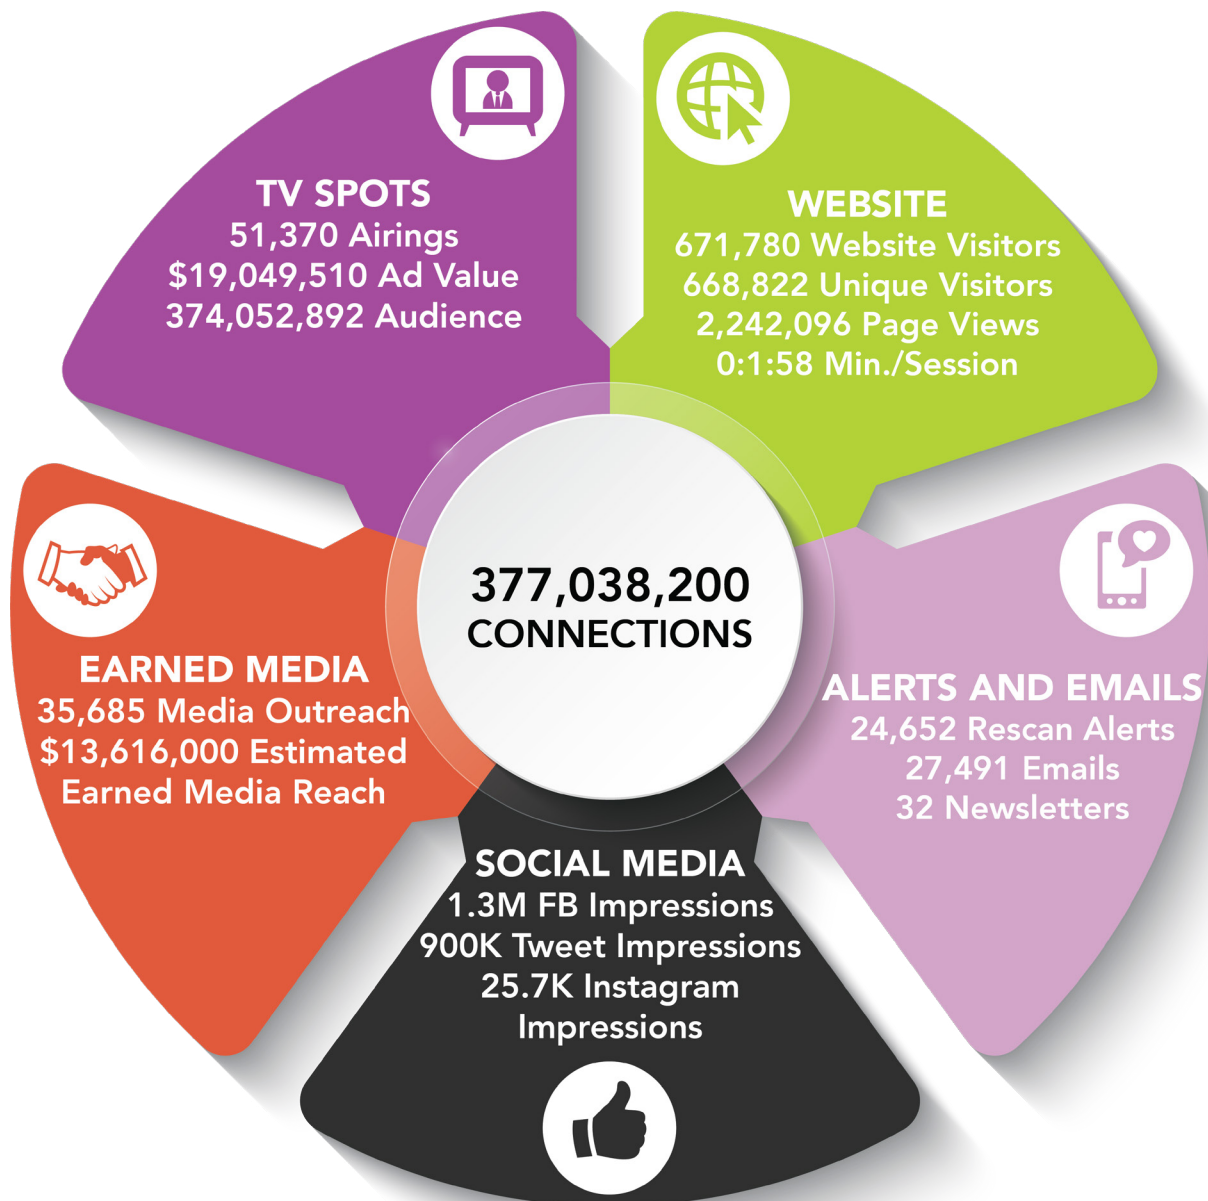 TV SPOTS
51,370 Airings
$19,049,510 Ad Value
374,052,892 Audience
WEBSITE
671,780 Website Visitors
668,822 Unique Visitors
2,242,096 Page Views
0:1:58 Min./Session
377,038,200
CONNECTIONS
EARNED MEDIA
35,685 Media Outreach
$13,616,000 Estimated
Earned Media Reach
ALERTS AND EMAILS
24,652 Rescan Alerts
27,491 Emails
32 Newsletters
SOCIAL MEDIA
1.3M FB Impressions
900K Tweet Impressions
25.7K Instagram
Impressions